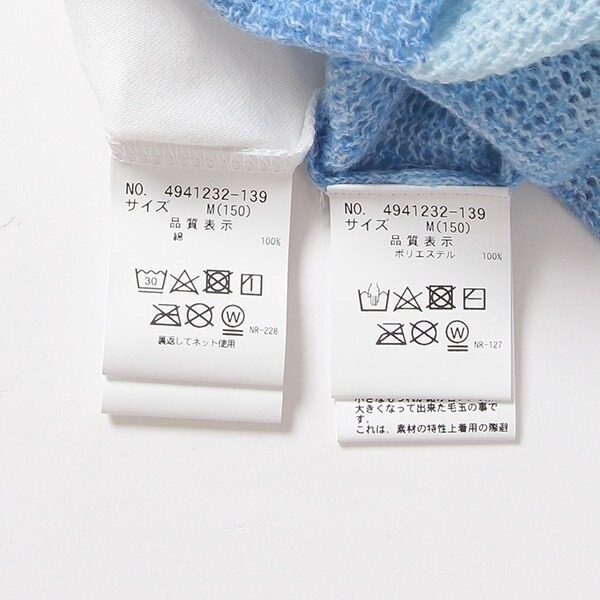 NO. 4941232-139
サイズ M(150)
品質表示
綿 100%
30
W NR-228
裏返してネット使用
NO. 4941232-139
サイズ M(150)
品質表示
ポリエステル 100%
W NR-127
大きくなって出来た毛玉の事で
す。
これは、素材の特性上着用の際避